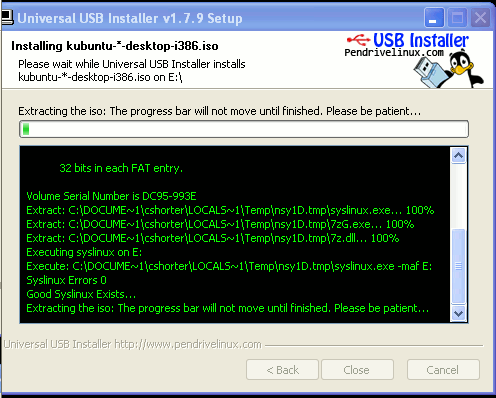 Universal USB Installer v1.7.9 Setup
Installing kubuntu-*-desktop-i386.iso
Please wait while Universal USB Installer installs
kubuntu-*-desktop-i386.iso on E:\
USB Installer
Pendrivelinux.com
Extracting the iso: The progress bar will not move until finished. Please be patient...
32 bits in each FAT entry.
Volume Serial Number is DC95-993E
Extract: C:\DOCUME~1\cshorter\LOCALS~1\Temp\nsy1D.tmp\syslinux.exe... 100%
Extract: C:\DOCUME~1\cshorter\LOCALS~1\Temp\nsy1D.tmp\7zG.exe... 100%
Extract: C:\DOCUME~1\cshorter\LOCALS~1\Temp\nsy1D.tmp\7z.dll... 100%
Executing syslinux on E:
Execute: C:\DOCUME~1\cshorter\LOCALS~1\Temp\nsy1D.tmp\syslinux.exe -maf E:
Syslinux Errors 0
Good Syslinux Exists...
Extracting the iso: The progress bar will not move until finished. Please be patient...
Universal USB Installer http://www.pendrivelinux.com
< Back
Close
Cancel